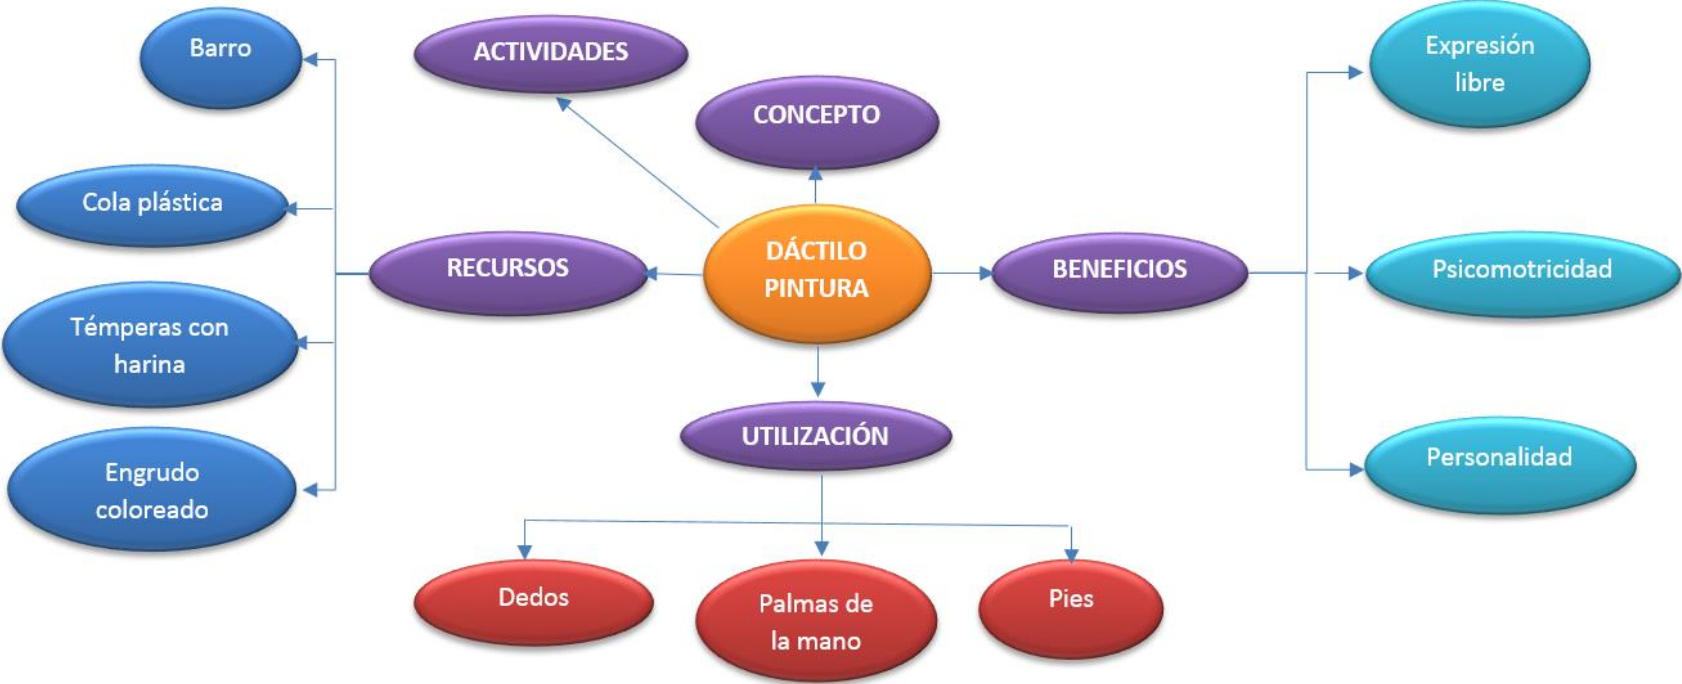 Barro
ACTIVIDADES
Expresión
libre
CONCEPTO
Cola plástica
RECURSOS
DÁCTILO
PINTURA
BENEFICIOS
Psicomotricidad
Témperas con
harina
UTILIZACIÓN
Personalidad
Engrudo
coloreado
Dedos
Palmas de
la mano
Pies